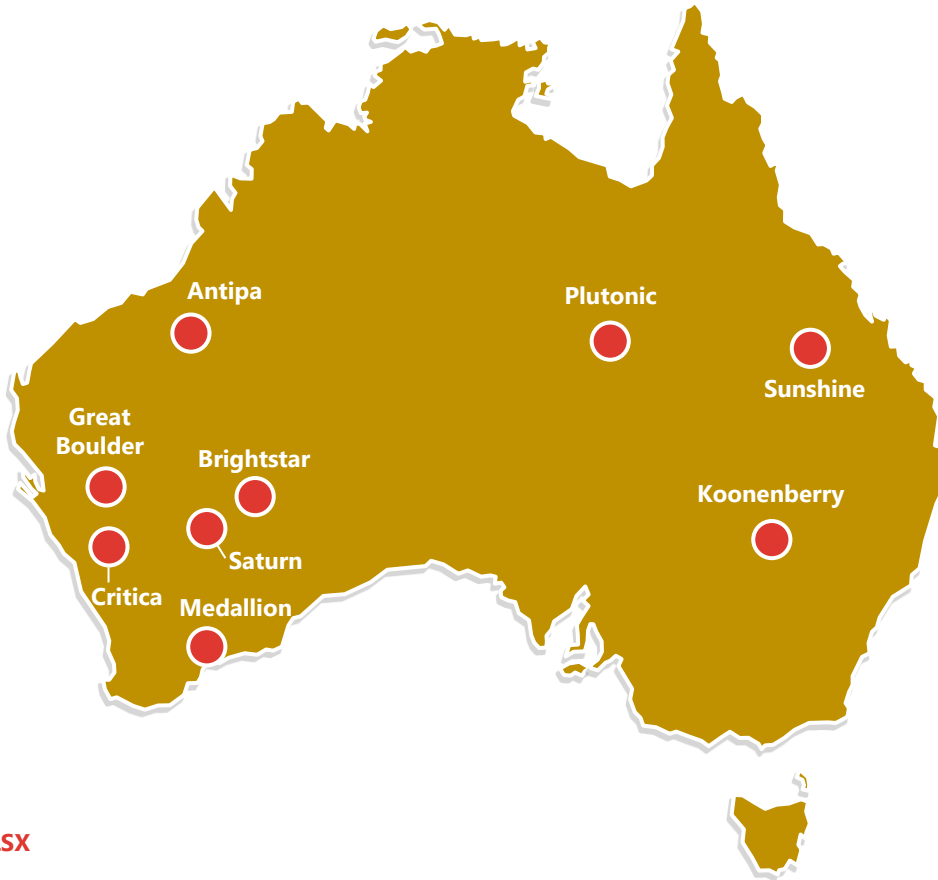 Antipa
Plutonic
Sunshine
Great
Boulder
Brightstar
Koonenberry
Saturn
Critica
Medallion
SX